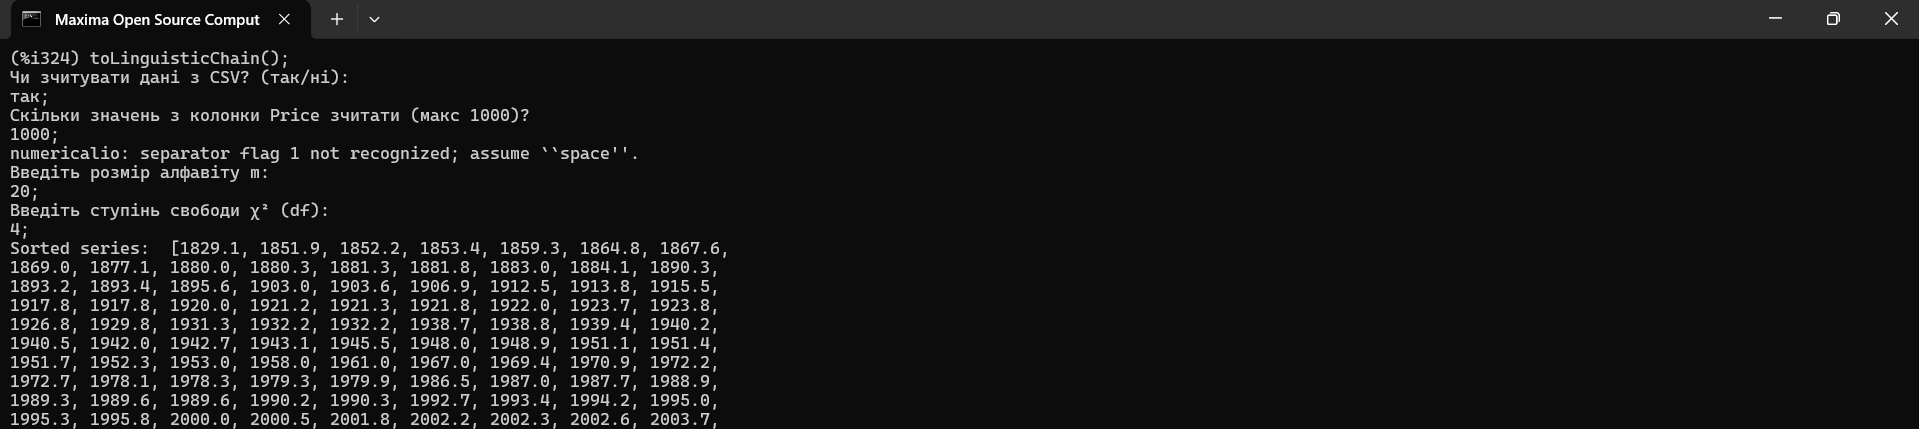 Maxima Open Source Comput
(%i324) toLinguisticChain();
Чи зчитувати дані з CSV? (так/ні):
так;
Скільки значень з колонки Price зчитати (макс 1000)?
1000;
numericalio: separator flag 1 not recognized; assume ``space''.
Введіть розмір алфавіту m:
20;
Введіть ступінь свободи χ² (df):
4;
Sorted series:  [1829.1, 1851.9, 1852.2, 1853.4, 1859.3, 1864.8, 1867.6,
1869.0, 1877.1, 1880.0, 1880.3, 1881.3, 1881.8, 1883.0, 1884.1, 1890.3,
1893.2, 1893.4, 1895.6, 1903.0, 1903.6, 1906.9, 1912.5, 1913.8, 1915.5,
1917.8, 1917.8, 1920.0, 1921.2, 1921.3, 1921.8, 1922.0, 1923.7, 1923.8,
1926.8, 1929.8, 1931.3, 1932.2, 1932.2, 1938.7, 1938.8, 1939.4, 1940.2,
1940.5, 1942.0, 1942.7, 1943.1, 1945.5, 1948.0, 1948.9, 1951.1, 1951.4,
1951.7, 1952.3, 1953.0, 1958.0, 1961.0, 1967.0, 1969.4, 1970.9, 1972.2,
1972.7, 1978.1, 1978.3, 1979.3, 1979.9, 1986.5, 1987.0, 1987.7, 1988.9,
1989.3, 1989.6, 1989.6, 1990.2, 1990.3, 1992.7, 1993.4, 1994.2, 1995.0,
1995.3, 1995.8, 2000.0, 2000.5, 2001.8, 2002.2, 2002.3, 2002.6, 2003.7,